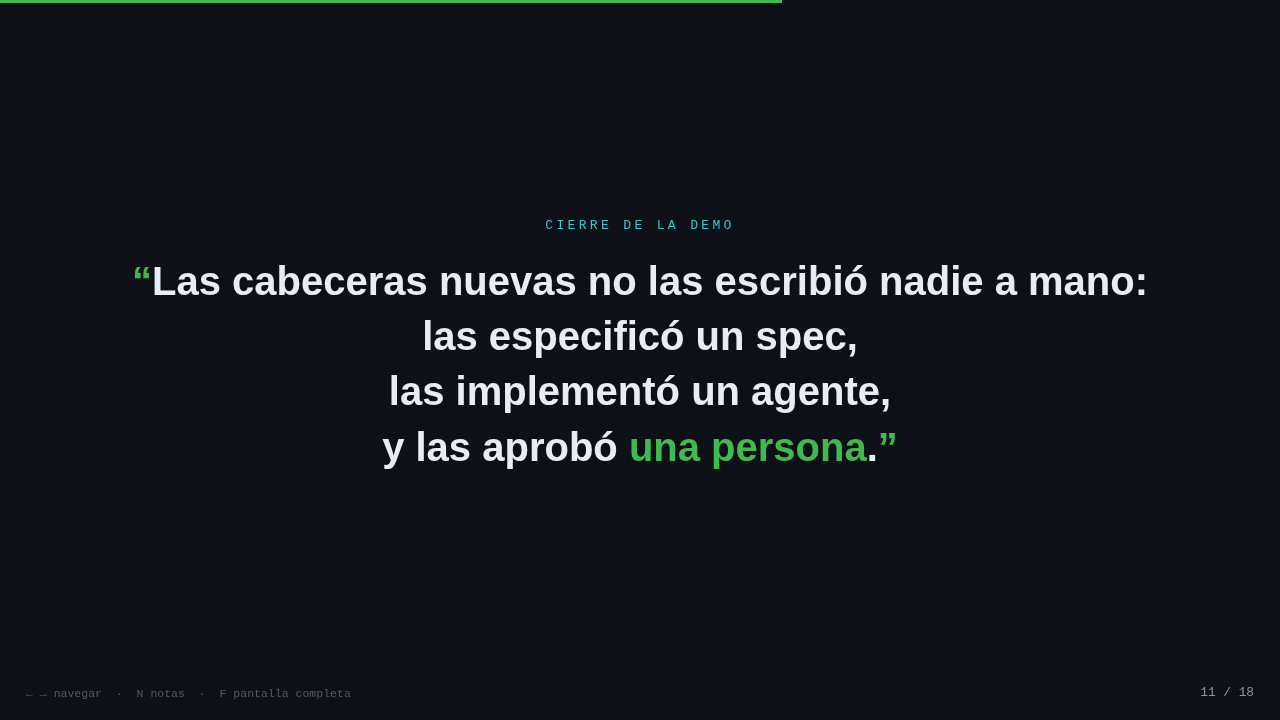 CIERRE DE LA DEMO
“Las cabeceras nuevas no las escribió nadie a mano:
las especificó un spec,
las implementó un agente,
y las aprobó una persona.”
← → navegar · N notas · F pantalla completa
11 / 18